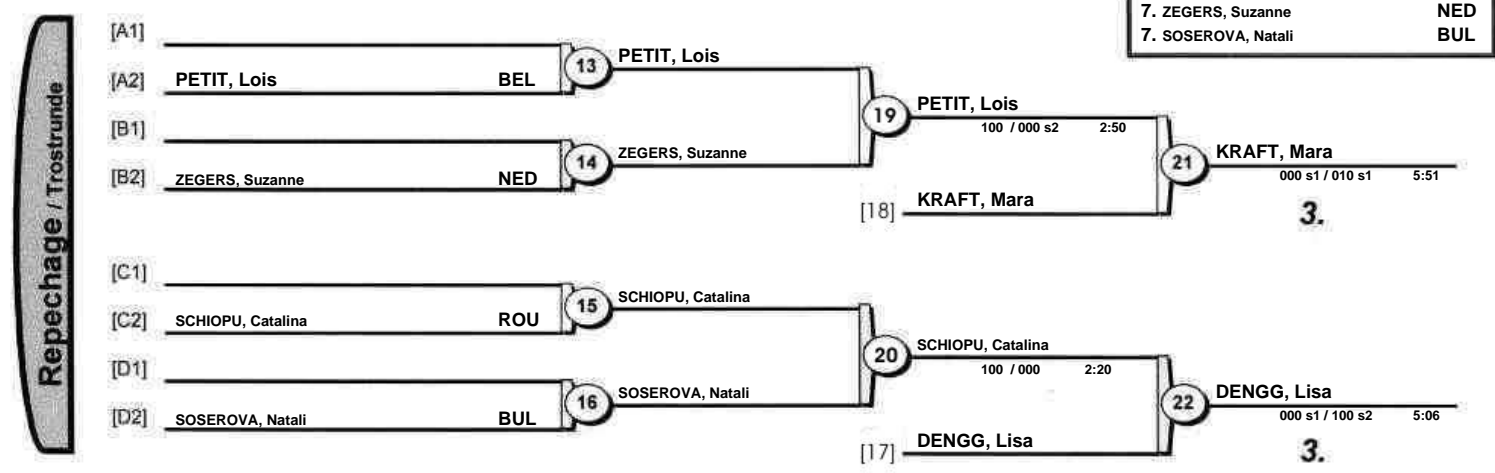 7. ZEGERS, Suzanne NED
7. SOSEROVA, Natali BUL
Repechage / Trostrunde
[A1]
[A2] PETIT, Lois BEL
13 PETIT, Lois
[B1]
[B2] ZEGERS, Suzanne NED
14 ZEGERS, Suzanne
19 PETIT, Lois
100 / 000 s2 2:50
[18] KRAFT, Mara
21 KRAFT, Mara
000 s1 / 010 s1 5:51
3.
[C1]
[C2] SCHIOPU, Catalina ROU
15 SCHIOPU, Catalina
[D1]
[D2] SOSEROVA, Natali BUL
16 SOSEROVA, Natali
20 SCHIOPU, Catalina
100 / 000 2:20
[17] DENGG, Lisa
22 DENGG, Lisa
000 s1 / 100 s2 5:06
3.